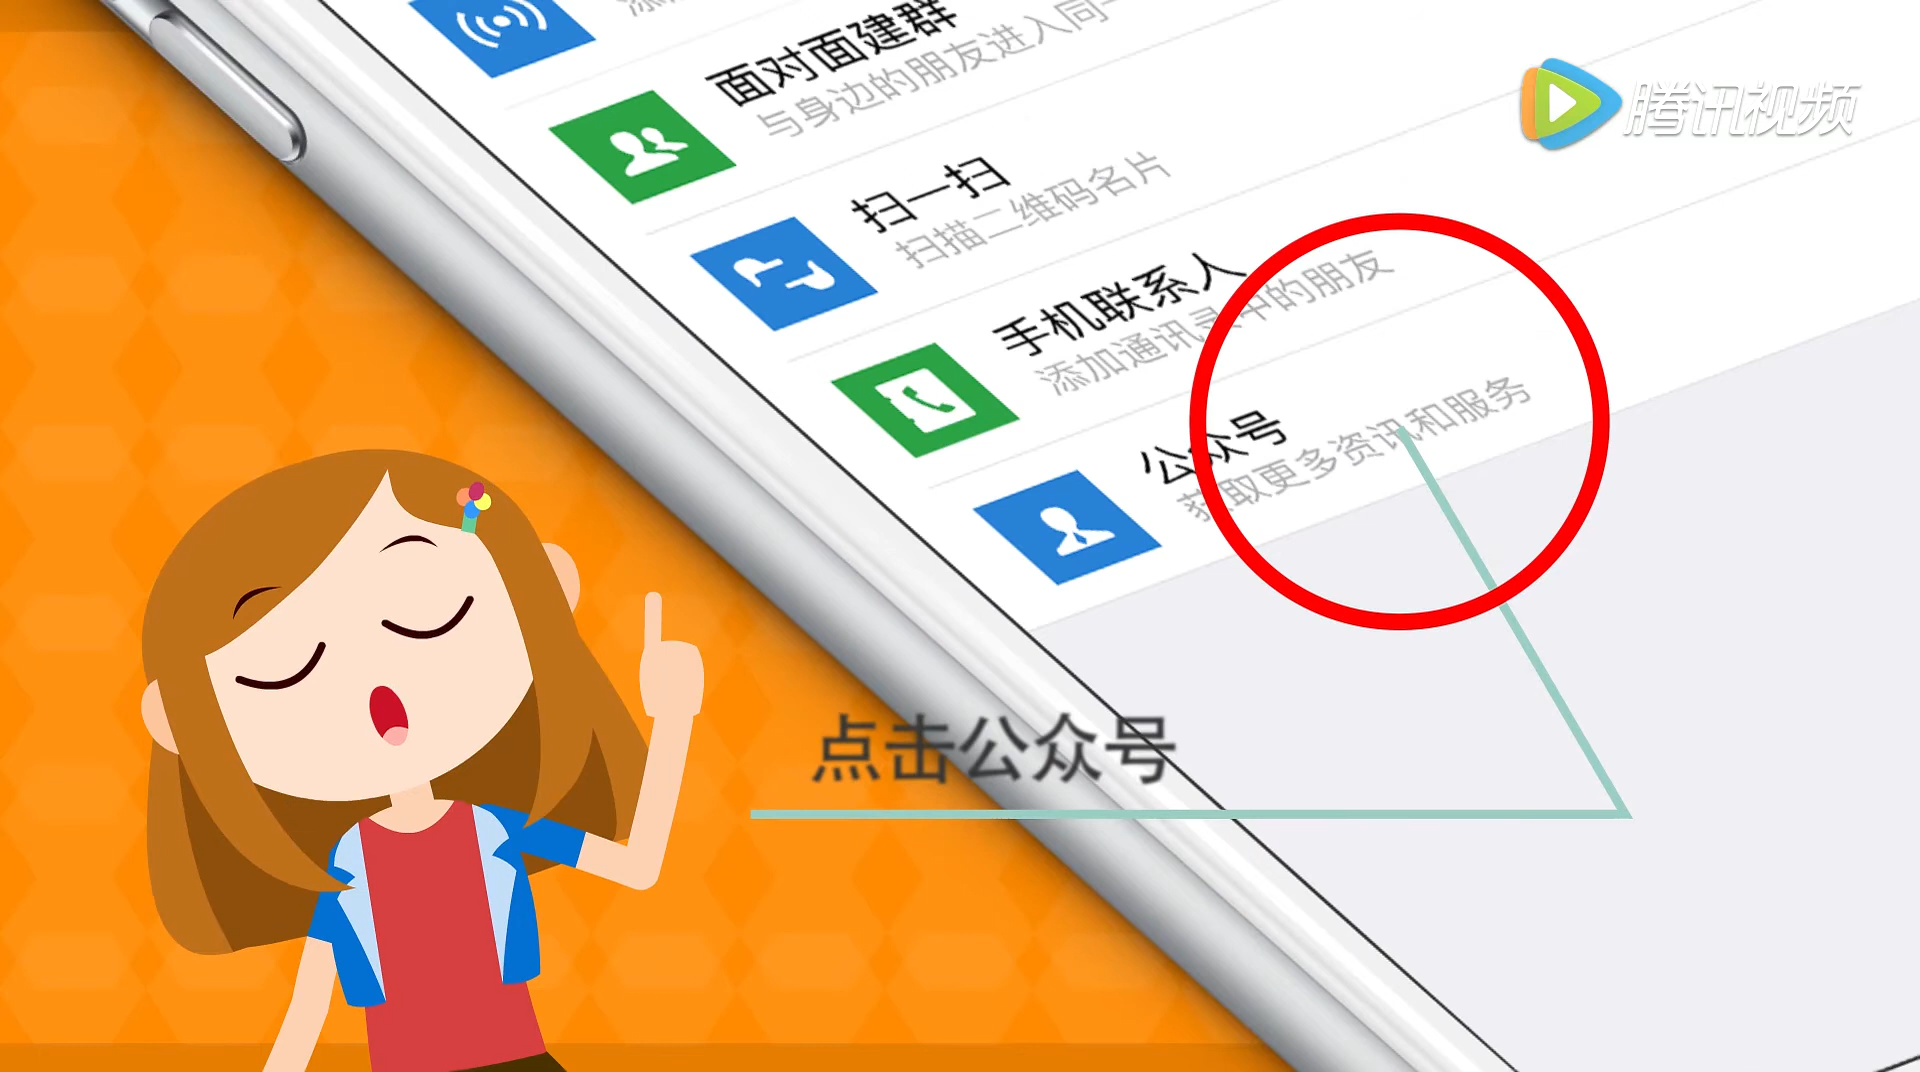 面对面建群
与身边的朋友进入同一
扫一扫
扫描二维码名片
手机联系人
添加通讯录中的朋友
公众号
获取更多资讯和服务
点击公众号
腾讯视频